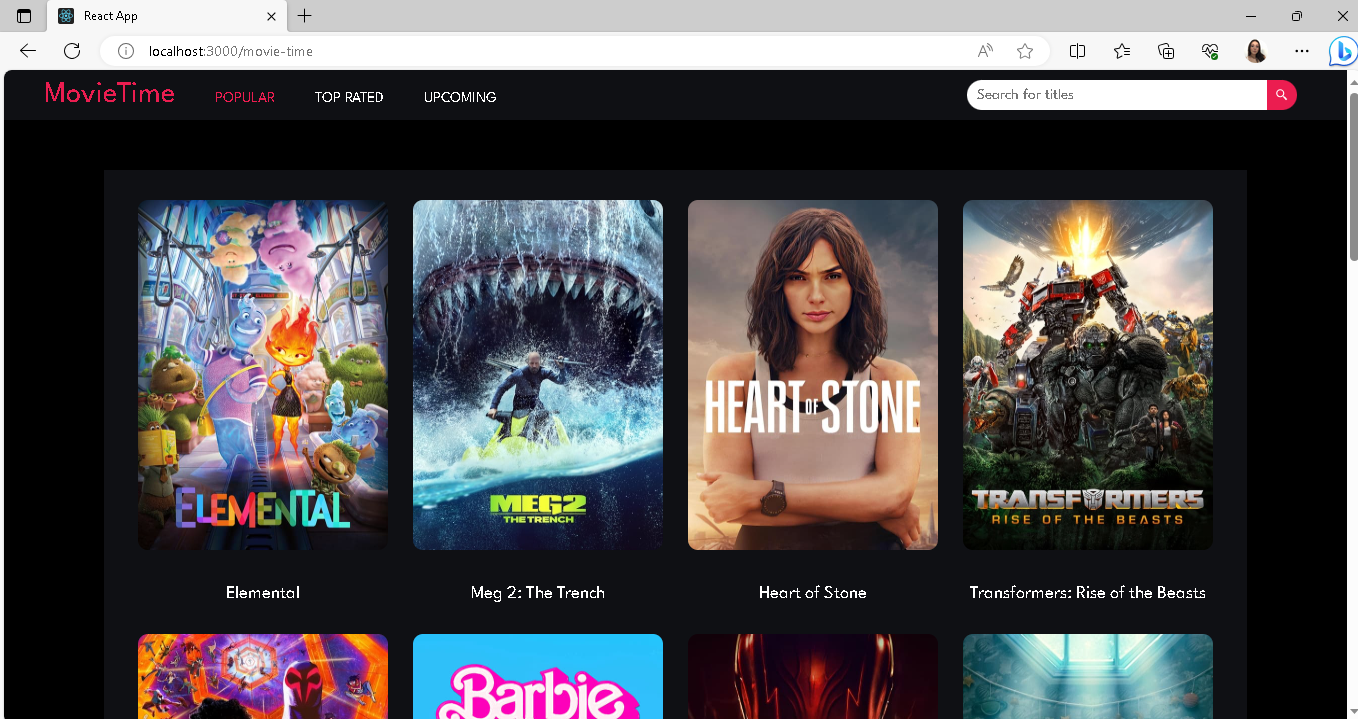 React App
localhost:3000/movie-time
MovieTime
POPULAR
TOP RATED
UPCOMING
Search for titles
ELEMENTAL
MEG 2
THE TRENCH
HEART OF STONE
TRANSFORMERS
RISE OF THE BEASTS
Elemental
Meg 2: The Trench
Heart of Stone
Transformers: Rise of the Beasts
Barbie